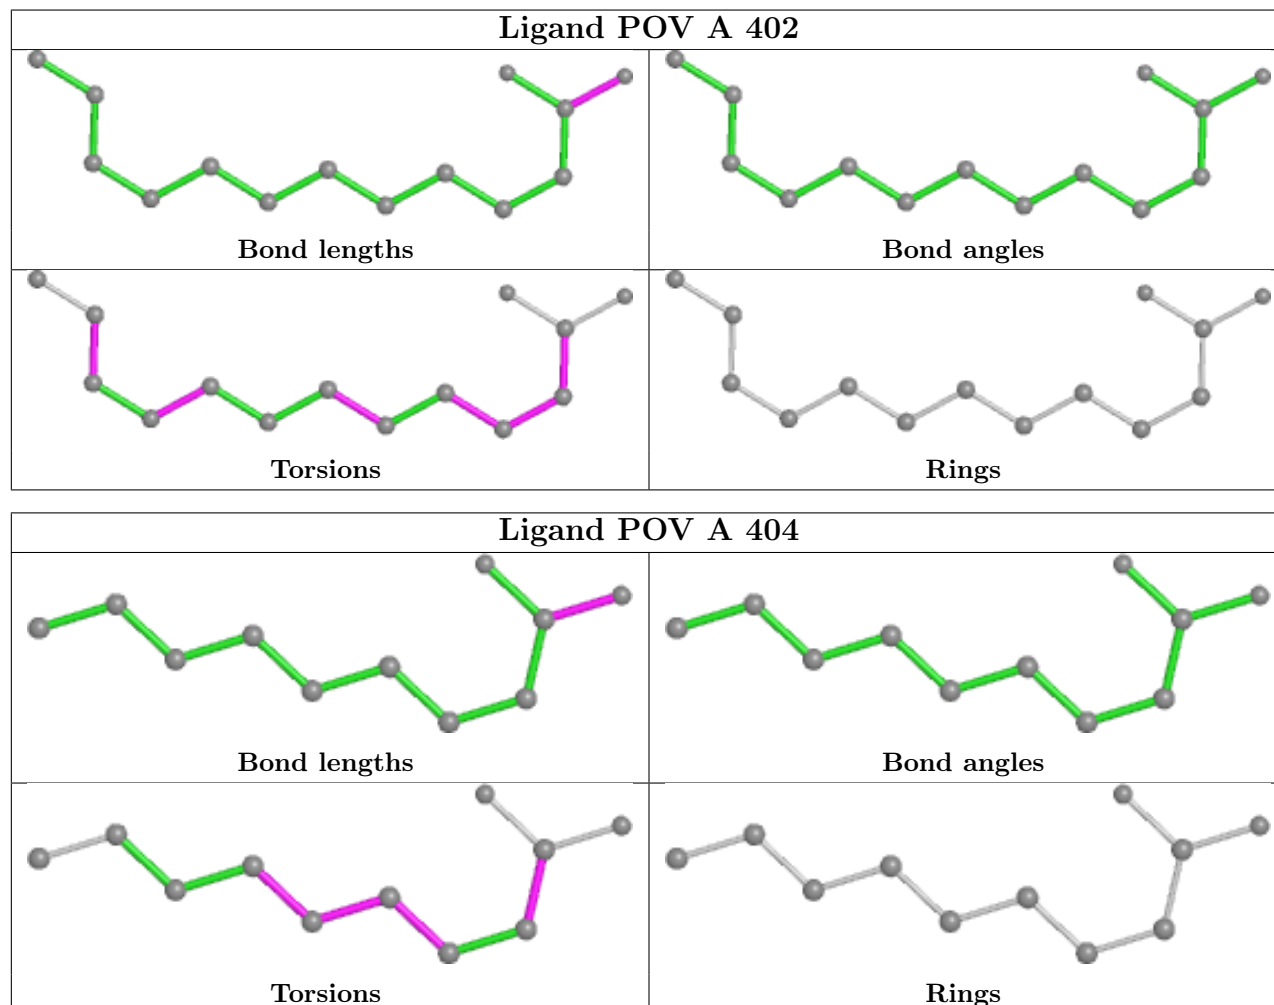 Ligand POV A 402
Bond lengths
Bond angles
Torsions
Rings
Ligand POV A 404
Bond lengths
Bond angles
Torsions
Rings